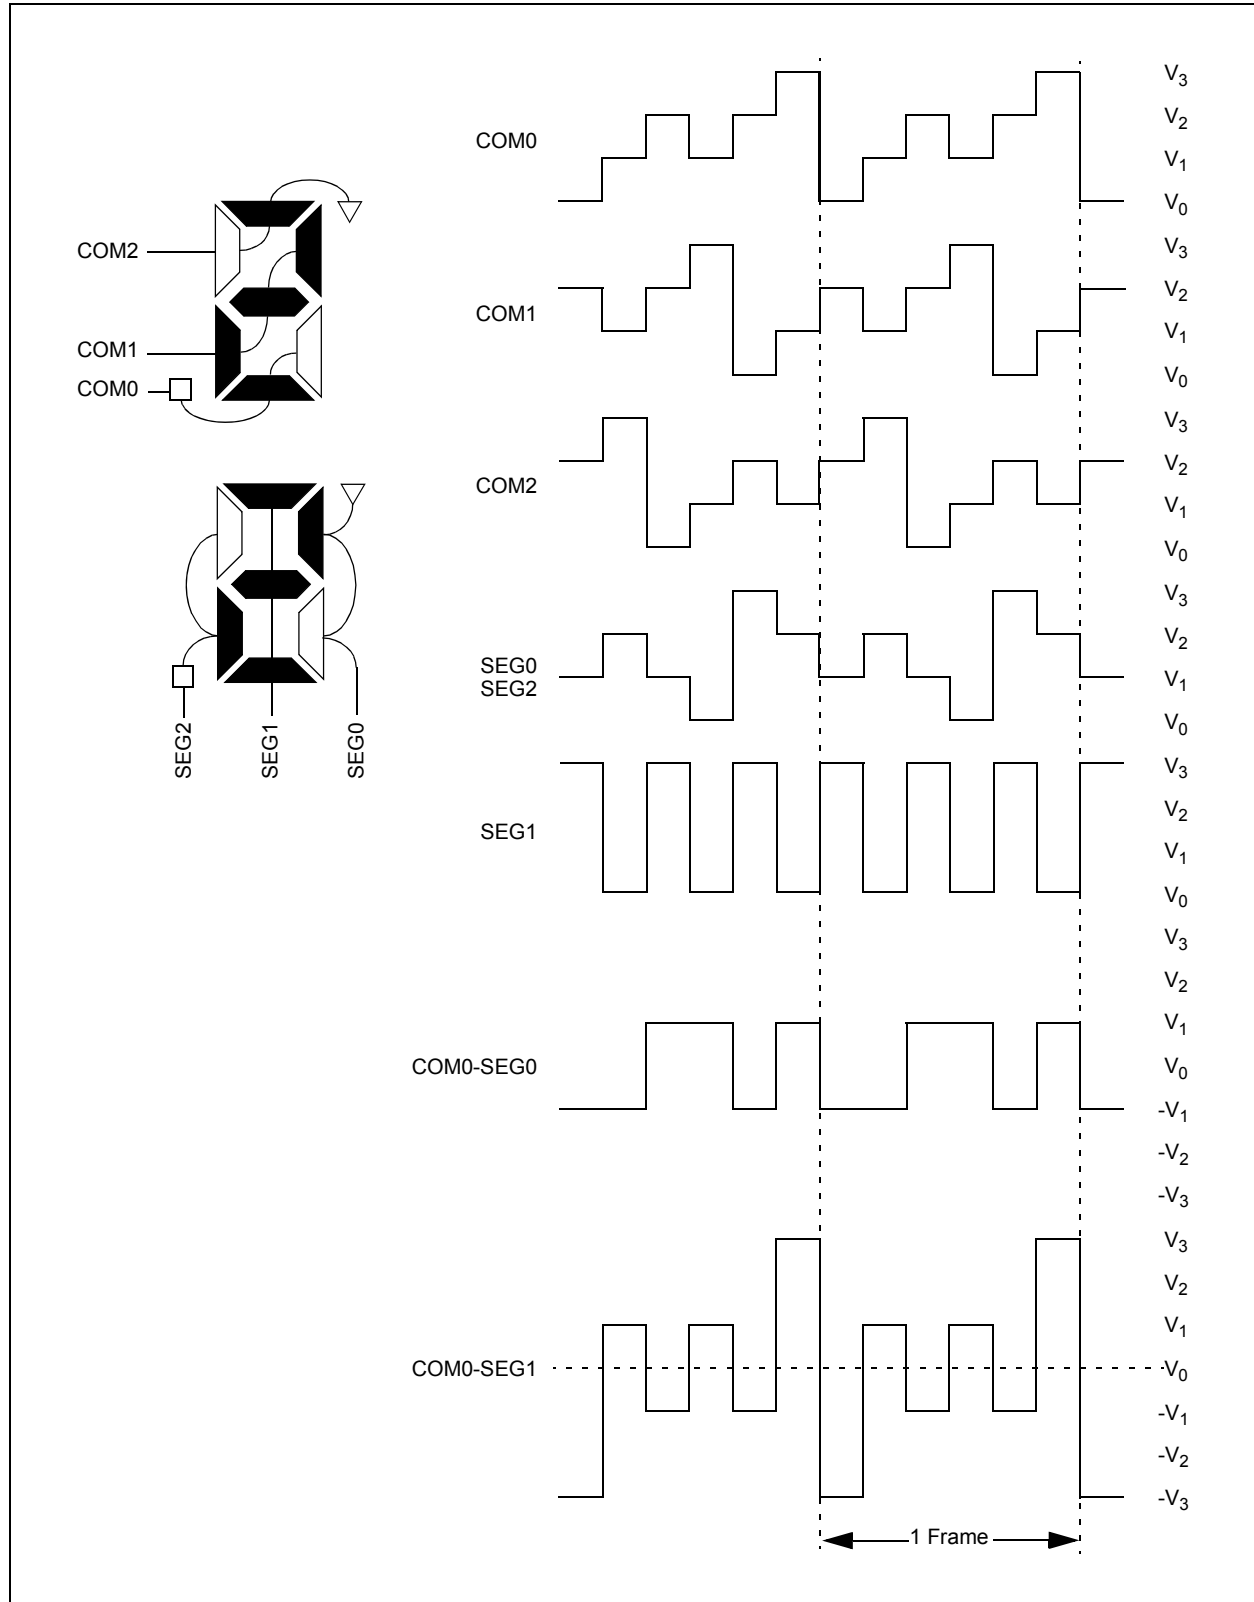 COM2
COM1
COM0
SEG2
SEG1
SEG0
COM0
V3
V2
V1
V0
COM1
V3
V2
V1
V0
COM2
V3
V2
V1
V0
SEG0
SEG2
V3
V2
V1
V0
SEG1
V3
V2
V1
V0
COM0-SEG0
V3
V2
V1
V0
-V1
-V2
-V3
COM0-SEG1
V3
V2
V1
V0
-V1
-V2
-V3
1 Frame